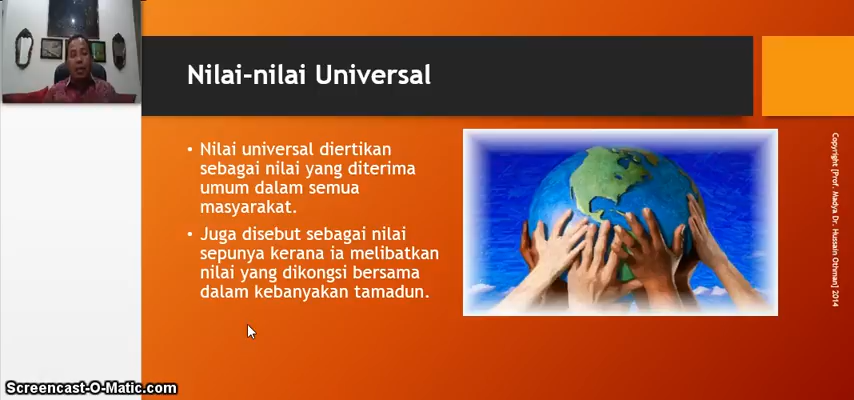 Nilai-nilai Universal
• Nilai universal diertikan
sebagai nilai yang diterima
umum dalam semua
masyarakat.
• Juga disebut sebagai nilai
sepunya kerana ia melibatkan
nilai yang dikongsi bersama
dalam kebanyakan tamadun.
Copyright [Prof. Madya Dr. Hussain Othman] 2014
Screencast-O-Matic.com